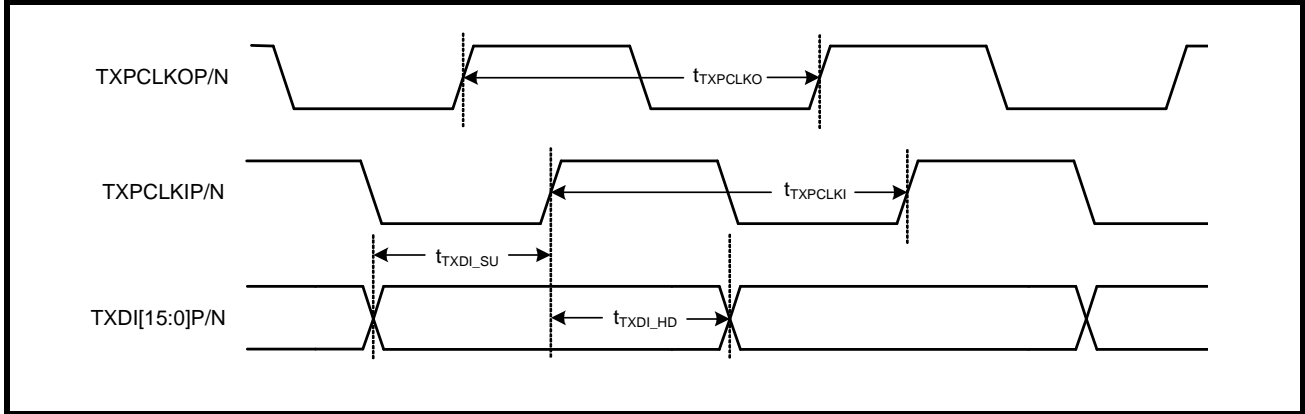 TXPCLKOP/N
tTXPCLKO
TXPCLKIP/N
tTXPCLKI
tTXDI_SU
TXDI[15:0]P/N
tTXDI_HD